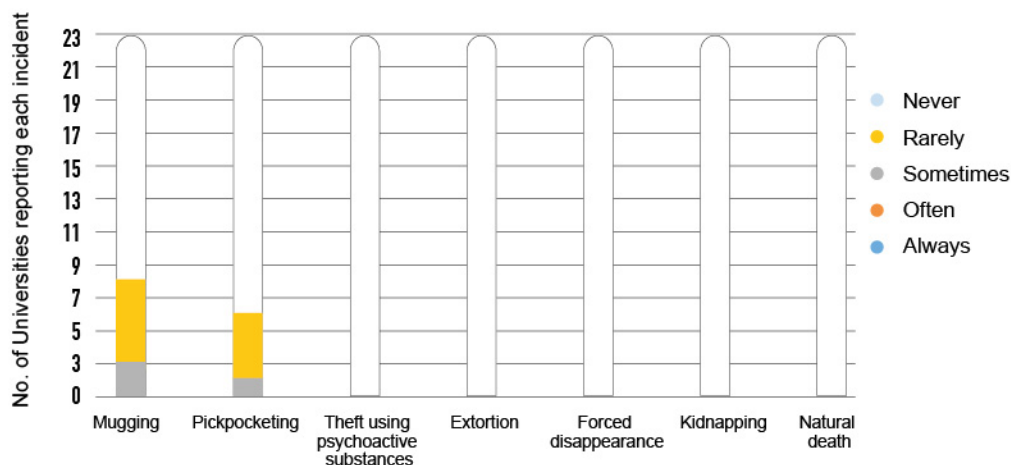 No. of Universities reporting each incident
23
21
19
17
15
13
11
9
7
5
3
0
Mugging
Pickpocketing
Theft using
psychoactive
substances
Extortion
Forced
disappearance
Kidnapping
Natural
death
Never
Rarely
Sometimes
Often
Always